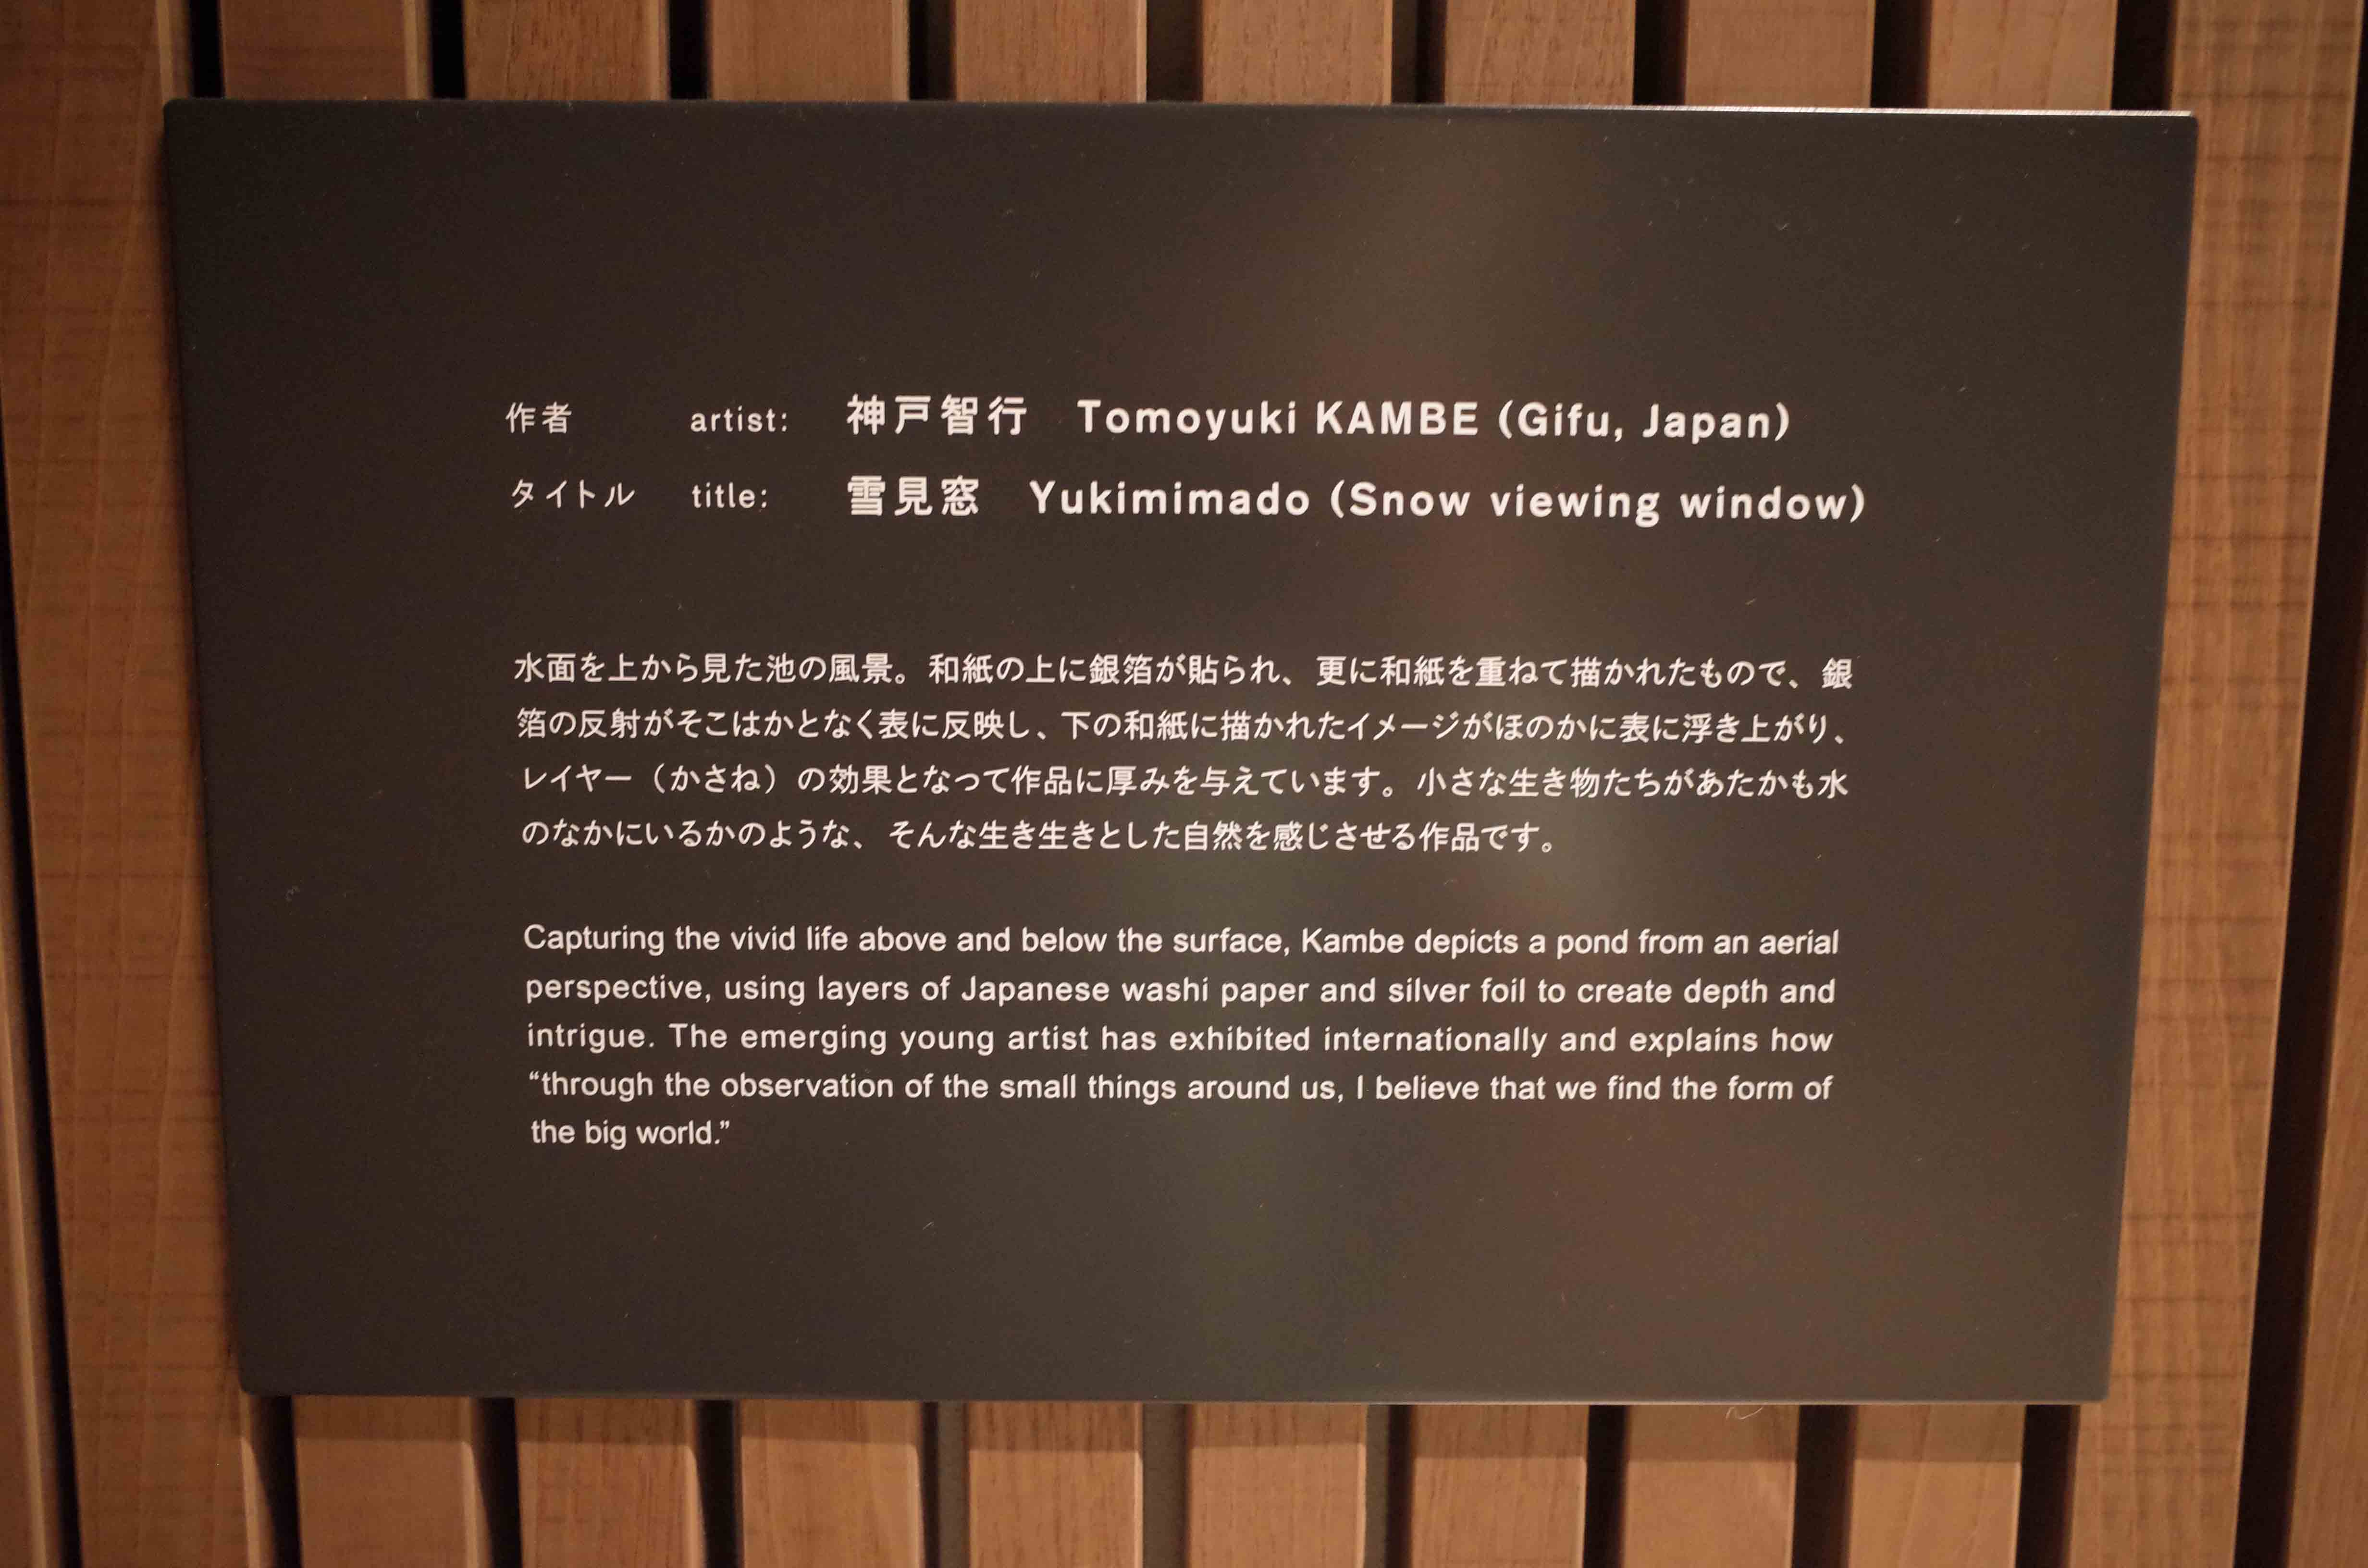 作者 artist: 神戸智行 Tomoyuki KAMBE (Gifu, Japan)
タイトル title: 雪見窓 Yukimimado (Snow viewing window)
水面を上から見た池の風景。和紙の上に銀箔が貼られ、更に和紙を重ねて描かれたもので、銀
箔の反射がそこはかとなく表に反映し、下の和紙に描かれたイメージがほのかに表に浮き上がり、
レイヤー（かさね）の効果となって作品に厚みを与えています。小さな生き物たちがあたかも水
のなかにいるかのような、そんな生き生きとした自然を感じさせる作品です。
Capturing the vivid life above and below the surface, Kambe depicts a pond from an aerial
perspective, using layers of Japanese washi paper and silver foil to create depth and
intrigue. The emerging young artist has exhibited internationally and explains how
“through the observation of the small things around us, I believe that we find the form of
the big world.”